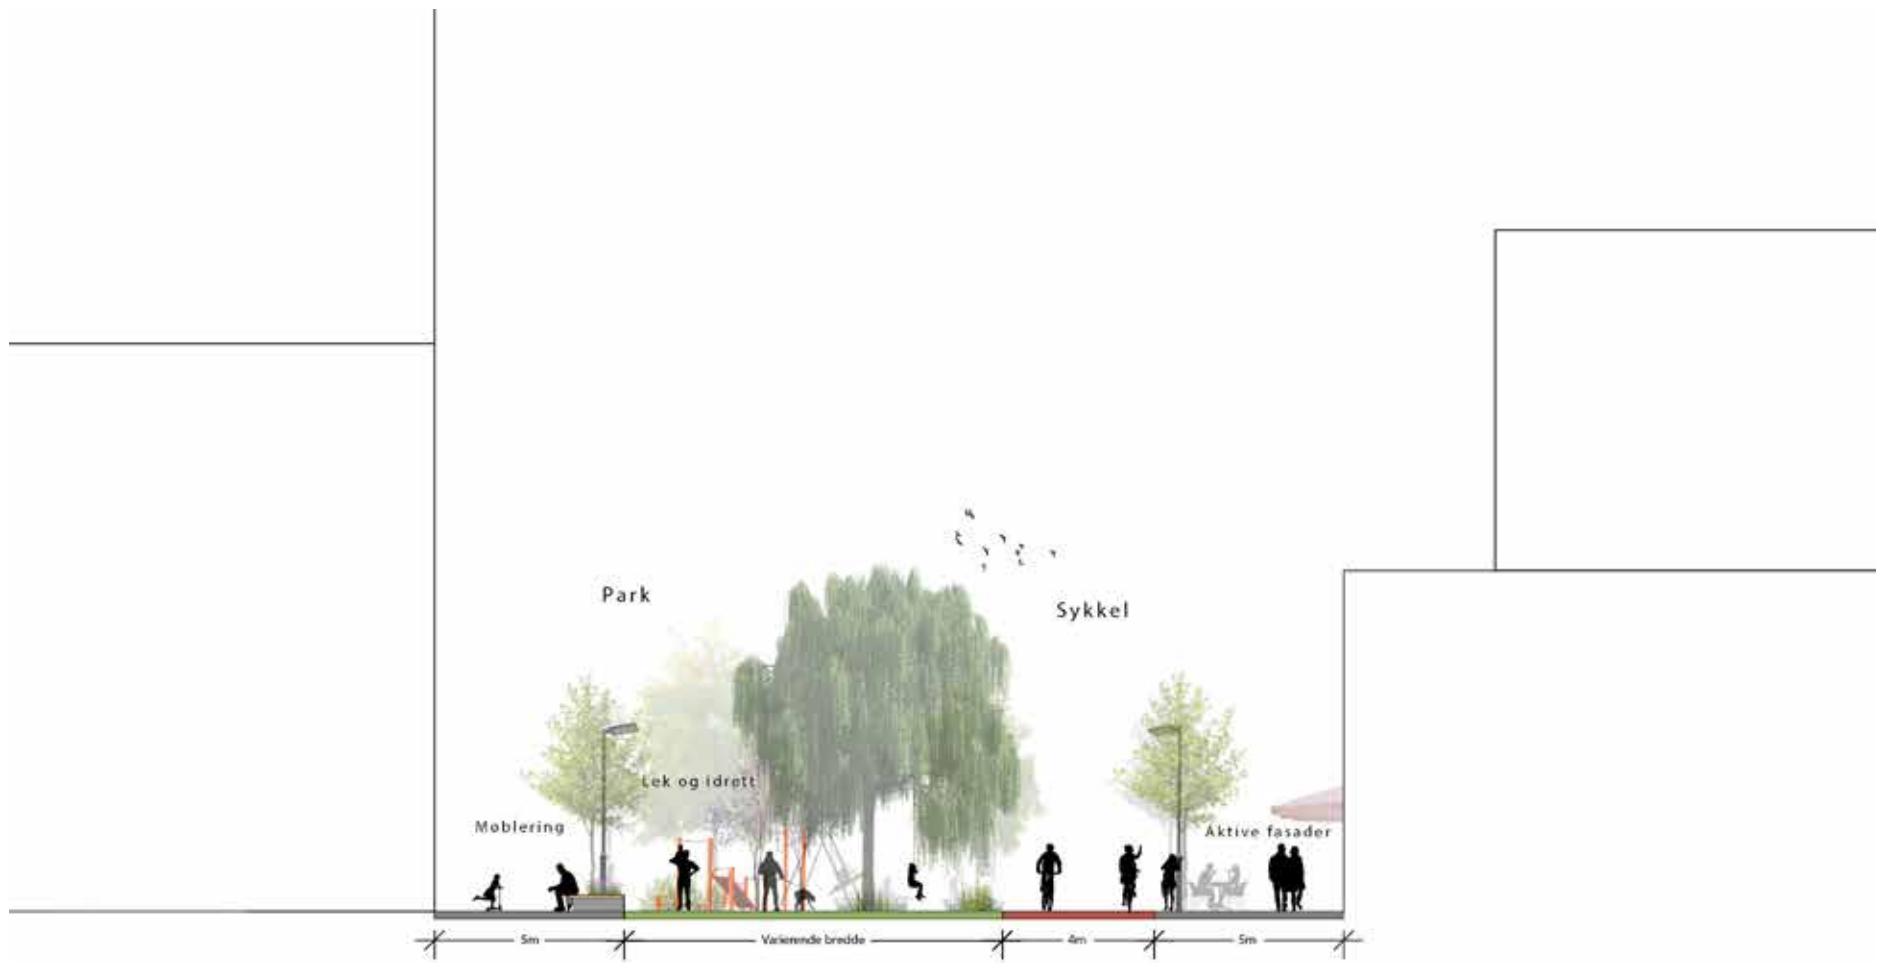 Park
Sykkel
Lek og idrett
Møblering
Aktive fasader
5m
Varierende bredde
4m
5m